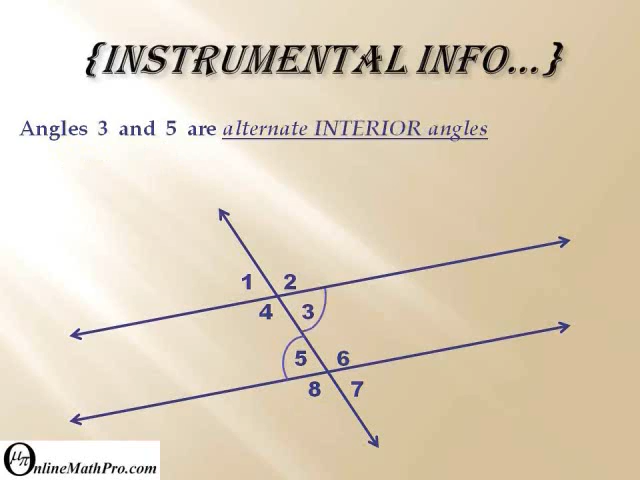 {INSTRUMENTAL INFO...}
Angles 3 and 5 are alternate INTERIOR angles
1 2
4 3
5 6
8 7
μπ
OnlineMathPro.com